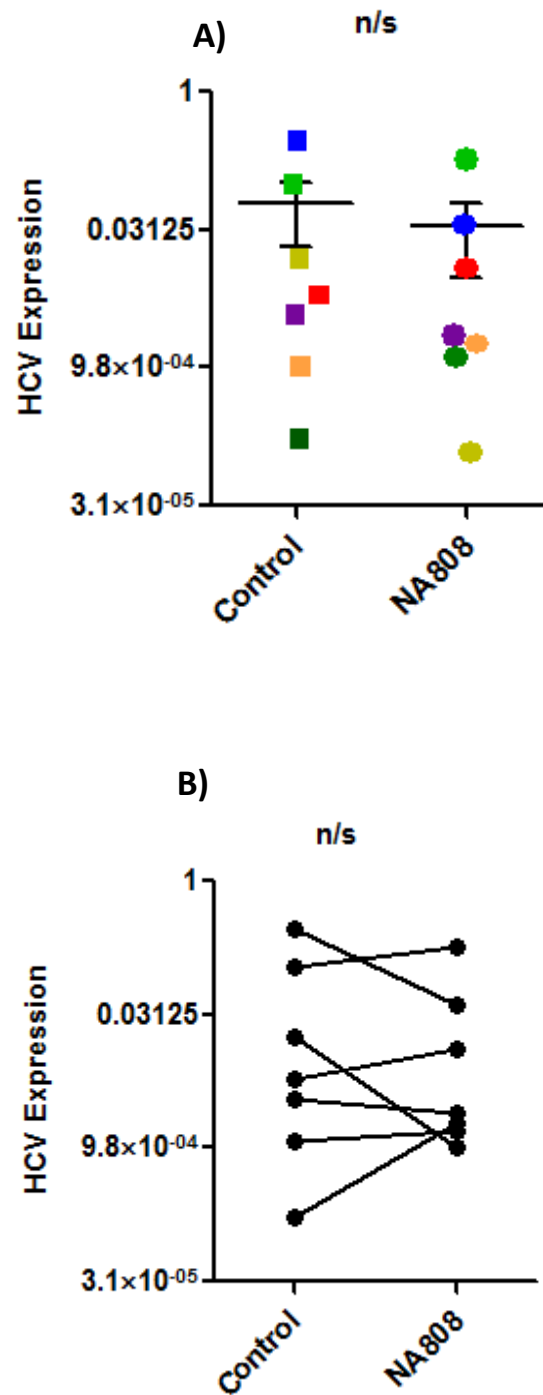 A)
n/s
HCV Expression
1
0.03125
9.8×10⁻⁰⁴
3.1×10⁻⁰⁵
Control
NA808
B)
n/s
HCV Expression
1
0.03125
9.8×10⁻⁰⁴
3.1×10⁻⁰⁵
Control
NA808